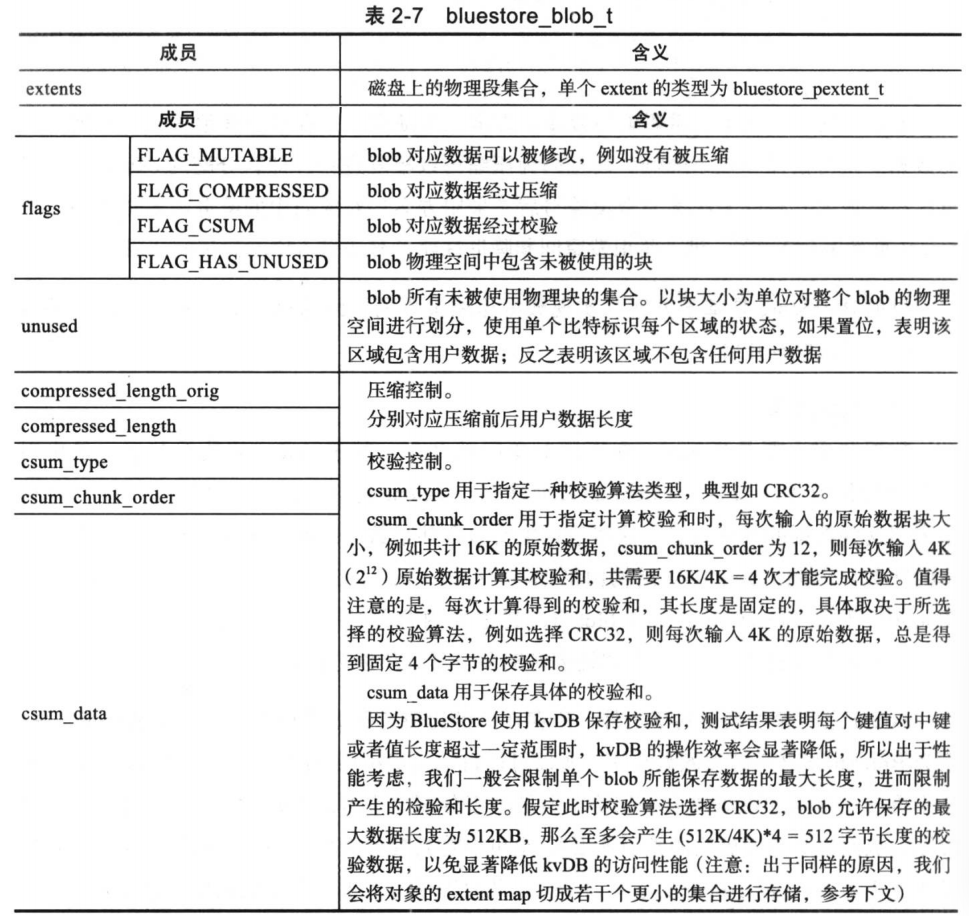 表 2-7 bluestore_blob_t
成员 含义
extents 磁盘上的物理段集合，单个 extent 的类型为 bluestore_pextent_t
成员 含义
flags
FLAG_MUTABLE blob 对应数据可以被修改，例如没有被压缩
FLAG_COMPRESSED blob 对应数据经过压缩
FLAG_CSUM blob 对应数据经过校验
FLAG_HAS_UNUSED blob 物理空间中包含未被使用的块
unused
blob 所有未被使用物理块的集合。以块大小为单位对整个 blob 的物理
空间进行划分，使用单个比特标识每个区域的状态，如果置位，表明该
区域包含用户数据；反之表明该区域不包含任何用户数据
compressed_length_orig
compressed_length
压缩控制。
分别对应压缩前后用户数据长度
csum_type
csum_chunk_order
csum_data
校验控制。
csum_type 用于指定一种校验算法类型，典型如 CRC32。
csum_chunk_order 用于指定计算校验和时，每次输入的原始数据块大
小，例如共计 16K 的原始数据，csum_chunk_order 为 12，则每次输入 4K
（2¹²）原始数据计算其校验和，共需要 16K/4K = 4 次才能完成校验。值得
注意的是，每次计算得到的校验和，其长度是固定的，具体取决于所选
择的校验算法，例如选择 CRC32，则每次输入 4K 的原始数据，总是得
到固定 4 个字节的校验和。
csum_data 用于保存具体的校验和。
因为 BlueStore 使用 kvDB 保存校验和，测试结果表明每个键值对中键
或者值长度超过一定范围时，kvDB 的操作效率会显著降低，所以出于性
能考虑，我们一般会限制单个 blob 所能保存数据的最大长度，进而限制
产生的检验和长度。假定此时校验算法选择 CRC32，blob 允许保存的最
大数据长度为 512KB，那么至多会产生 (512K/4K)*4 = 512 字节长度的校
验数据，以免显著降低 kvDB 的访问性能（注意：出于同样的原因，我们
会将对象的 extent map 切成若干个更小的集合进行存储，参考下文）